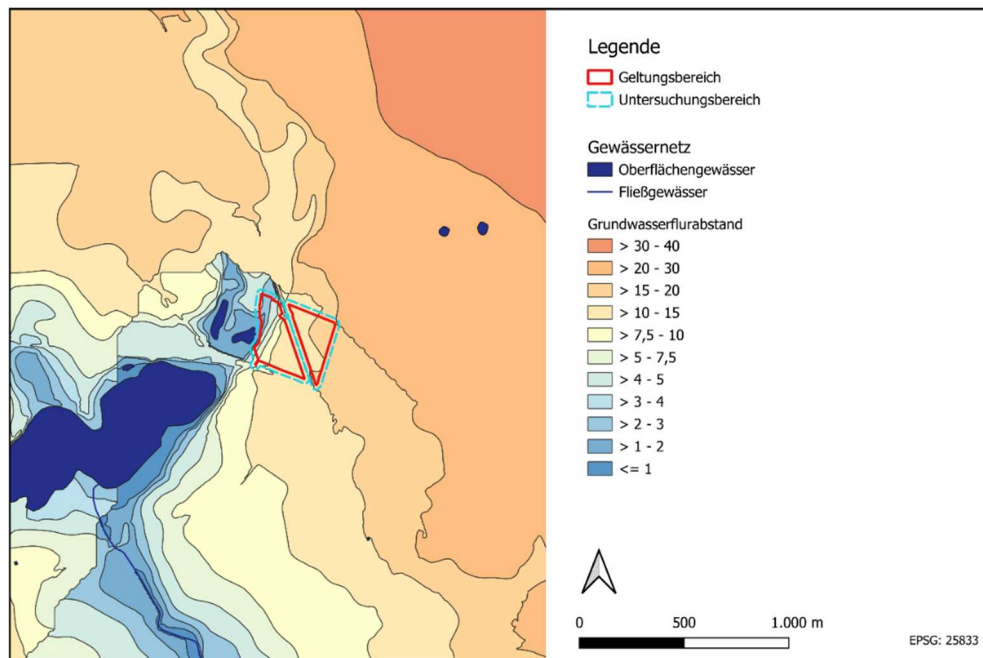 Legende
Geltungsbereich
Untersuchungsbereich
Gewässernetz
Oberflächengewässer
Fließgewässer
Grundwasserflurabstand
> 30 - 40
> 20 - 30
> 15 - 20
> 10 - 15
> 7,5 - 10
> 5 - 7,5
> 4 - 5
> 3 - 4
> 2 - 3
> 1 - 2
<= 1
0 500 1.000 m
EPSG: 25833